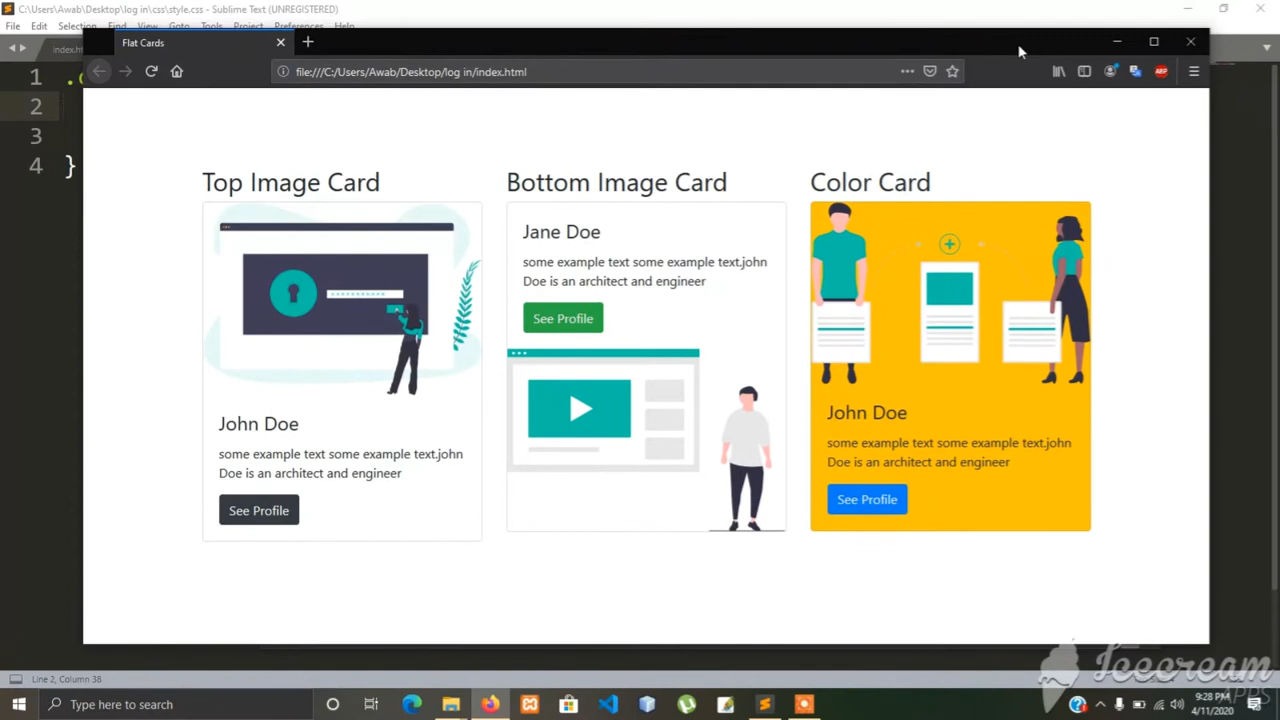 C:\Users\Awab\Desktop\log in\css\style.css - Sublime Text (UNREGISTERED)
File Edit Selection Find View Goto Tools Project Preferences Help
Flat Cards
file:///C:/Users/Awab/Desktop/log in/index.html
ABP
1
2
3
4 }
Top Image Card
Bottom Image Card
Color Card
John Doe
some example text some example text.john
Doe is an architect and engineer
See Profile
Jane Doe
some example text some example text.john
Doe is an architect and engineer
See Profile
John Doe
some example text some example text.john
Doe is an architect and engineer
See Profile
Line 2, Column 38
Icecream
APPS
Type here to search
9:28 PM
4/11/2020